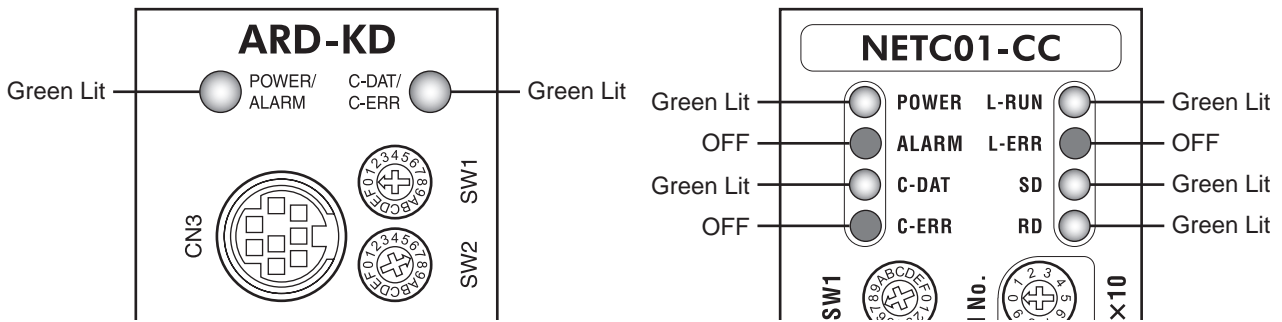 ARD-KD
Green Lit
POWER/
ALARM
C-DAT/
C-ERR
Green Lit
CN3
SW1
SW2
NETC01-CC
Green Lit POWER L-RUN Green Lit
OFF ALARM L-ERR OFF
Green Lit C-DAT SD Green Lit
OFF C-ERR RD Green Lit
SW1
No.
×10